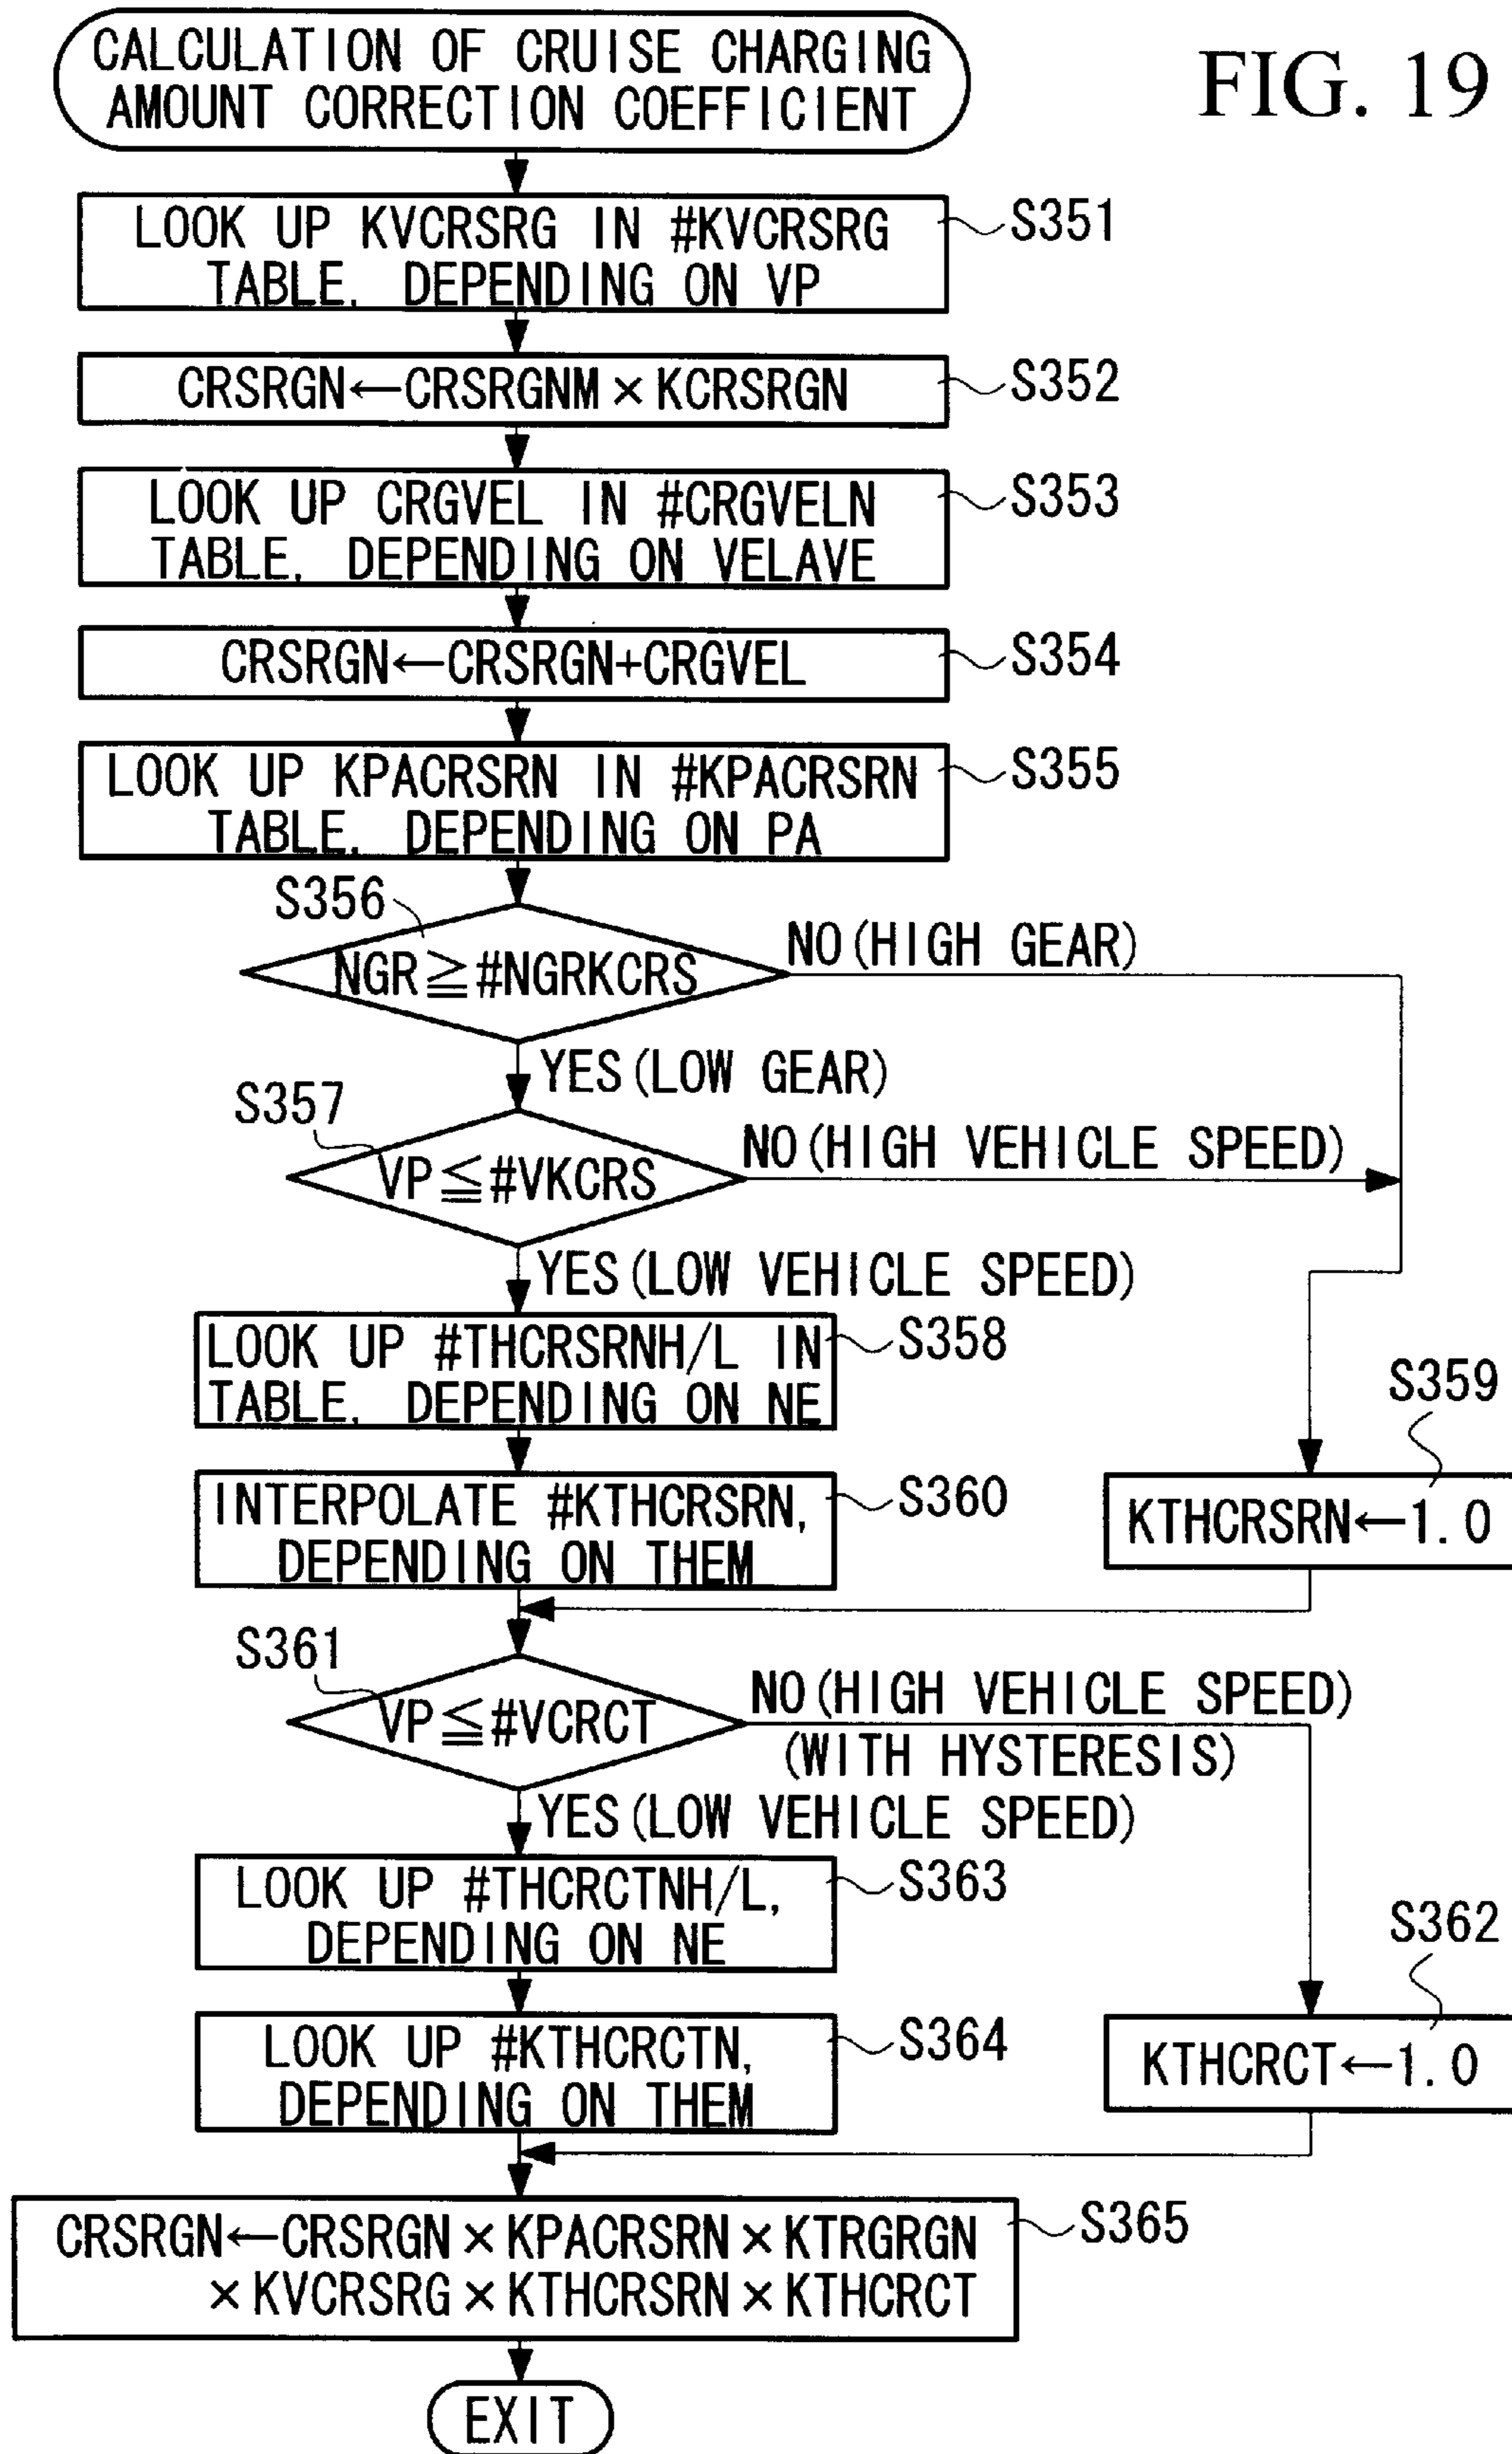 CALCULATION OF CRUISE CHARGING
AMOUNT CORRECTION COEFFICIENT
FIG. 19
LOOK UP KVCRSRG IN #KVCRSRG
TABLE, DEPENDING ON VP
S351
CRSRGN←CRSRGNM×KCRSRGN
S352
LOOK UP CRGVEL IN #CRGVELN
TABLE, DEPENDING ON VELAVE
S353
CRSRGN←CRSRGN+CRGVEL
S354
LOOK UP KPACRSRN IN #KPACRSRN
TABLE, DEPENDING ON PA
S355
S356
NGR≧#NGRKCRS
NO(HIGH GEAR)
YES(LOW GEAR)
S357
VP≦#VKCRS
NO(HIGH VEHICLE SPEED)
YES(LOW VEHICLE SPEED)
LOOK UP #THCRSRNH/L IN
TABLE, DEPENDING ON NE
S358
S359
KTHCRSRN←1.0
INTERPOLATE #KTHCRSRN,
DEPENDING ON THEM
S360
S361
VP≦#VCRCT
NO(HIGH VEHICLE SPEED)
(WITH HYSTERESIS)
YES(LOW VEHICLE SPEED)
LOOK UP #THCRCTNH/L,
DEPENDING ON NE
S363
S362
KTHCRCT←1.0
LOOK UP #KTHCRCTN,
DEPENDING ON THEM
S364
CRSRGN←CRSRGN×KPACRSRN×KTRGRGN
×KVCRSRG×KTHCRSRN×KTHCRCT
S365
EXIT